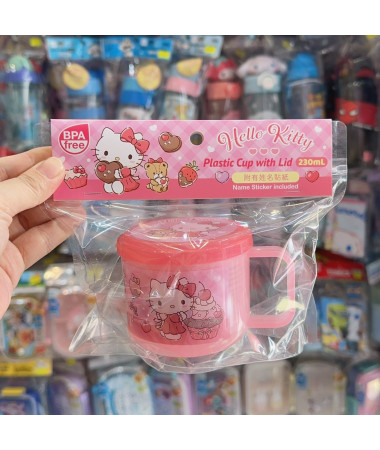 BPA
free
Hello Kitty
Plastic Cup with Lid 230mL
附有姓名貼紙
Name Sticker included